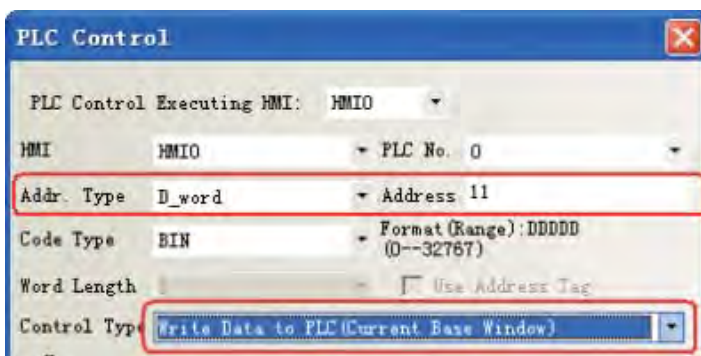 PLC Control
PLC Control Executing HMI: HMI0
HMI HMI0 PLC No. 0
Addr. Type D_word Address 11
Code Type BIN Format(Range):DDDDD
(0--32767)
Word Length Use Address Tag
Control Type Write Data to PLC(Current Base Window)